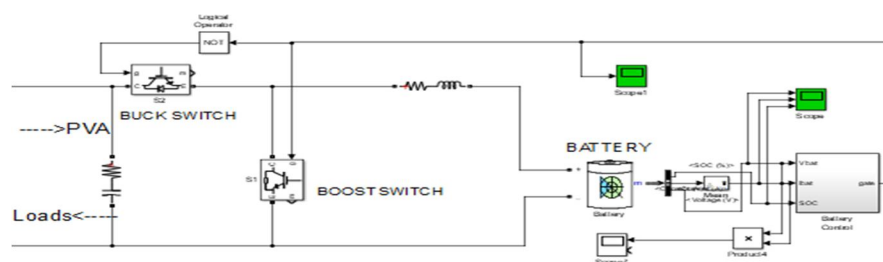 Logical
Operator
NOT
g
C
E
S2
BUCK SWITCH
----->PVA
Loads<-----
S1
BOOST SWITCH
Scope1
BATTERY
+
-
m
Battery
<SOC (%)>
Mean
<Voltage (V)>
Scope
Vbat
Ibat
SOC
gate
Battery
Control
×
Product4